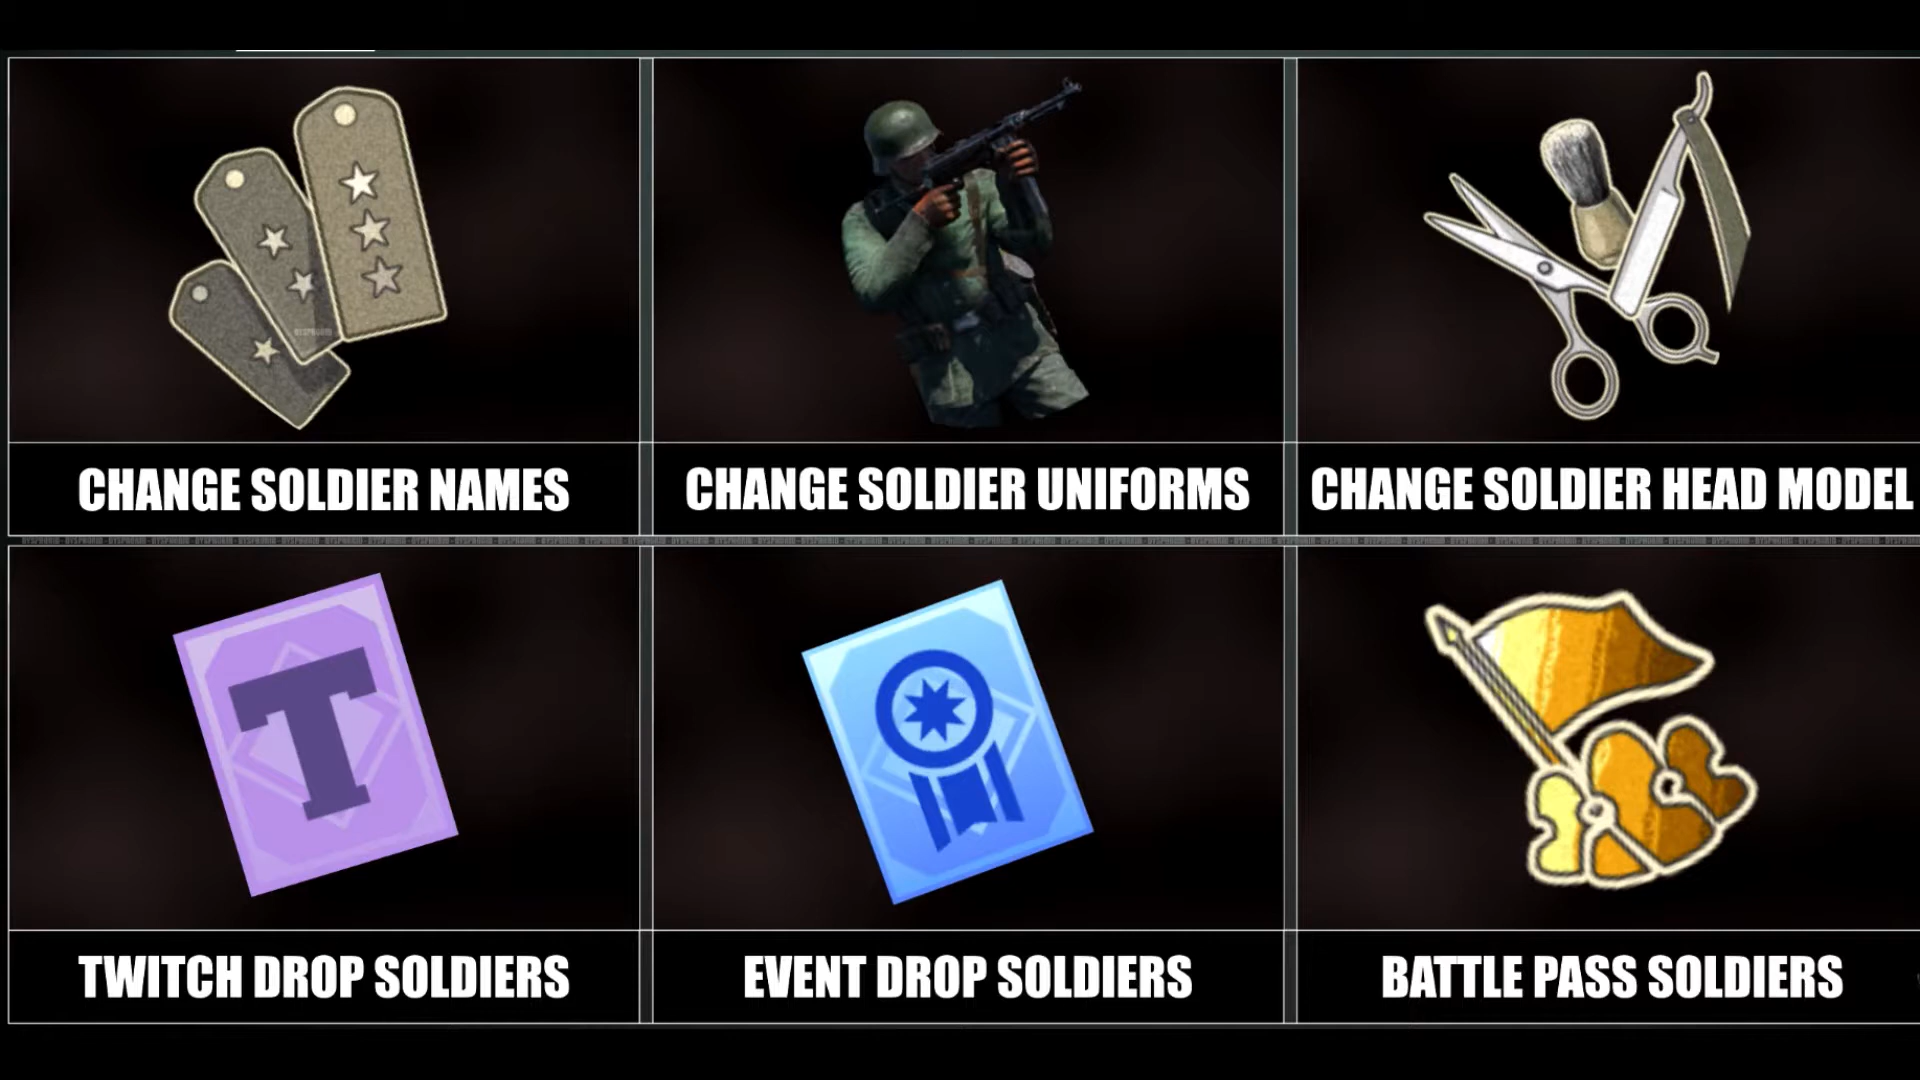 CHANGE SOLDIER NAMES
CHANGE SOLDIER UNIFORMS
CHANGE SOLDIER HEAD MODEL
T
TWITCH DROP SOLDIERS
EVENT DROP SOLDIERS
BATTLE PASS SOLDIERS